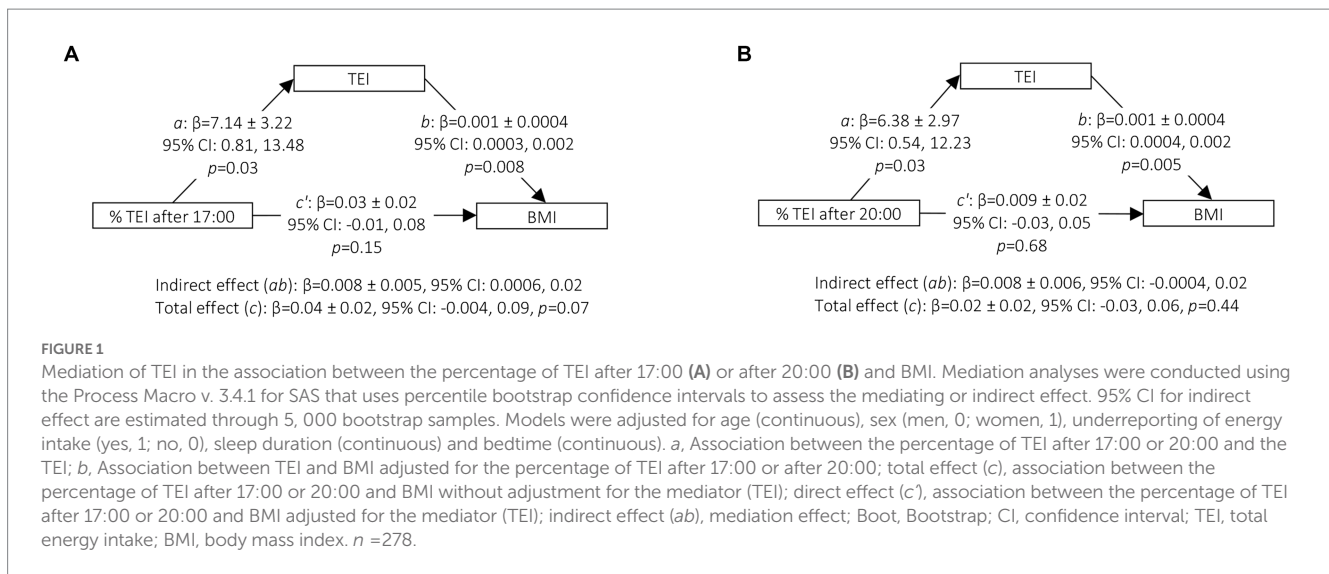 A
TEI
a: β=7.14 ± 3.22
95% CI: 0.81, 13.48
p=0.03
b: β=0.001 ± 0.0004
95% CI: 0.0003, 0.002
p=0.008
% TEI after 17:00
c': β=0.03 ± 0.02
95% CI: -0.01, 0.08
p=0.15
BMI
Indirect effect (ab): β=0.008 ± 0.005, 95% CI: 0.0006, 0.02
Total effect (c): β=0.04 ± 0.02, 95% CI: -0.004, 0.09, p=0.07
B
TEI
a: β=6.38 ± 2.97
95% CI: 0.54, 12.23
p=0.03
b: β=0.001 ± 0.0004
95% CI: 0.0004, 0.002
p=0.005
% TEI after 20:00
c': β=0.009 ± 0.02
95% CI: -0.03, 0.05
p=0.68
BMI
Indirect effect (ab): β=0.008 ± 0.006, 95% CI: -0.0004, 0.02
Total effect (c): β=0.02 ± 0.02, 95% CI: -0.03, 0.06, p=0.44
FIGURE 1
Mediation of TEI in the association between the percentage of TEI after 17:00 (A) or after 20:00 (B) and BMI. Mediation analyses were conducted using
the Process Macro v. 3.4.1 for SAS that uses percentile bootstrap confidence intervals to assess the mediating or indirect effect. 95% CI for indirect
effect are estimated through 5, 000 bootstrap samples. Models were adjusted for age (continuous), sex (men, 0; women, 1), underreporting of energy
intake (yes, 1; no, 0), sleep duration (continuous) and bedtime (continuous). a, Association between the percentage of TEI after 17:00 or 20:00 and the
TEI; b, Association between TEI and BMI adjusted for the percentage of TEI after 17:00 or after 20:00; total effect (c), association between the
percentage of TEI after 17:00 or 20:00 and BMI without adjustment for the mediator (TEI); direct effect (c'), association between the percentage of TEI
after 17:00 or 20:00 and BMI adjusted for the mediator (TEI); indirect effect (ab), mediation effect; Boot, Bootstrap; CI, confidence interval; TEI, total
energy intake; BMI, body mass index. n =278.